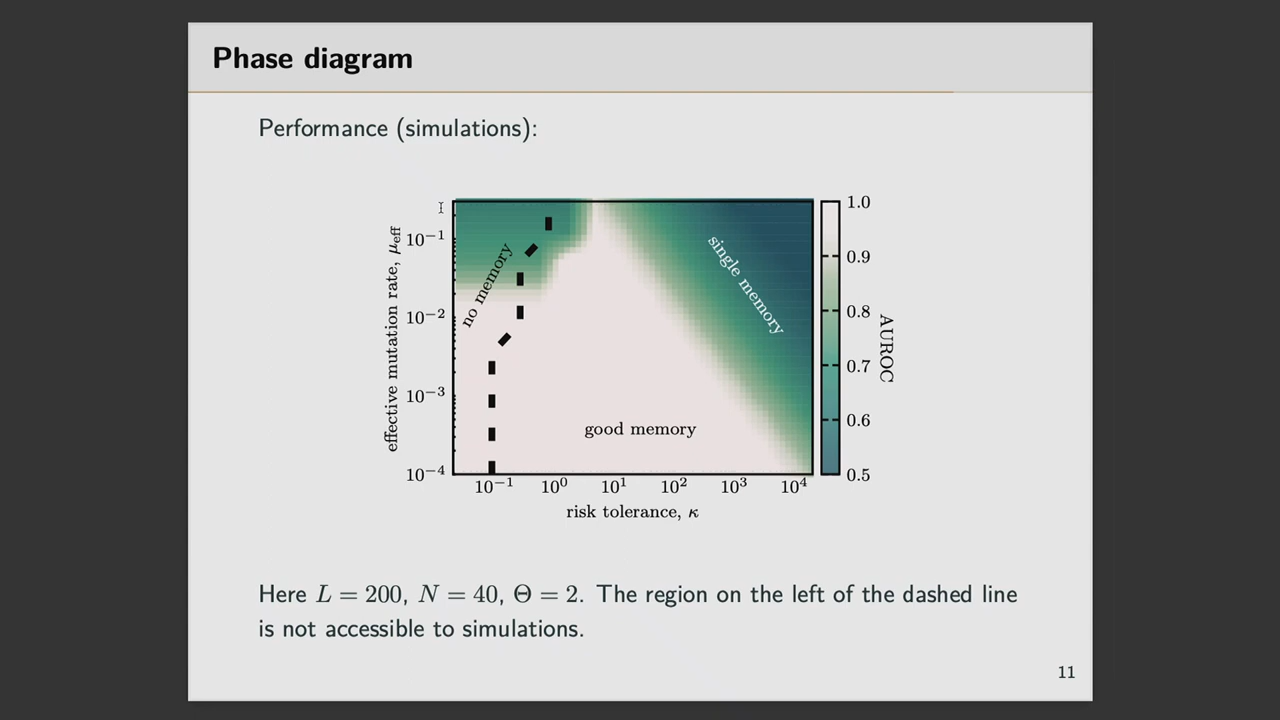 Phase diagram
Performance (simulations):
effective mutation rate, μeff
10⁻¹
10⁻²
10⁻³
10⁻⁴
no memory
single memory
good memory
10⁻¹ 10⁰ 10¹ 10² 10³ 10⁴
risk tolerance, κ
1.0
0.9
0.8
0.7
0.6
0.5
AUROC
Here L = 200, N = 40, Θ = 2. The region on the left of the dashed line
is not accessible to simulations.
11